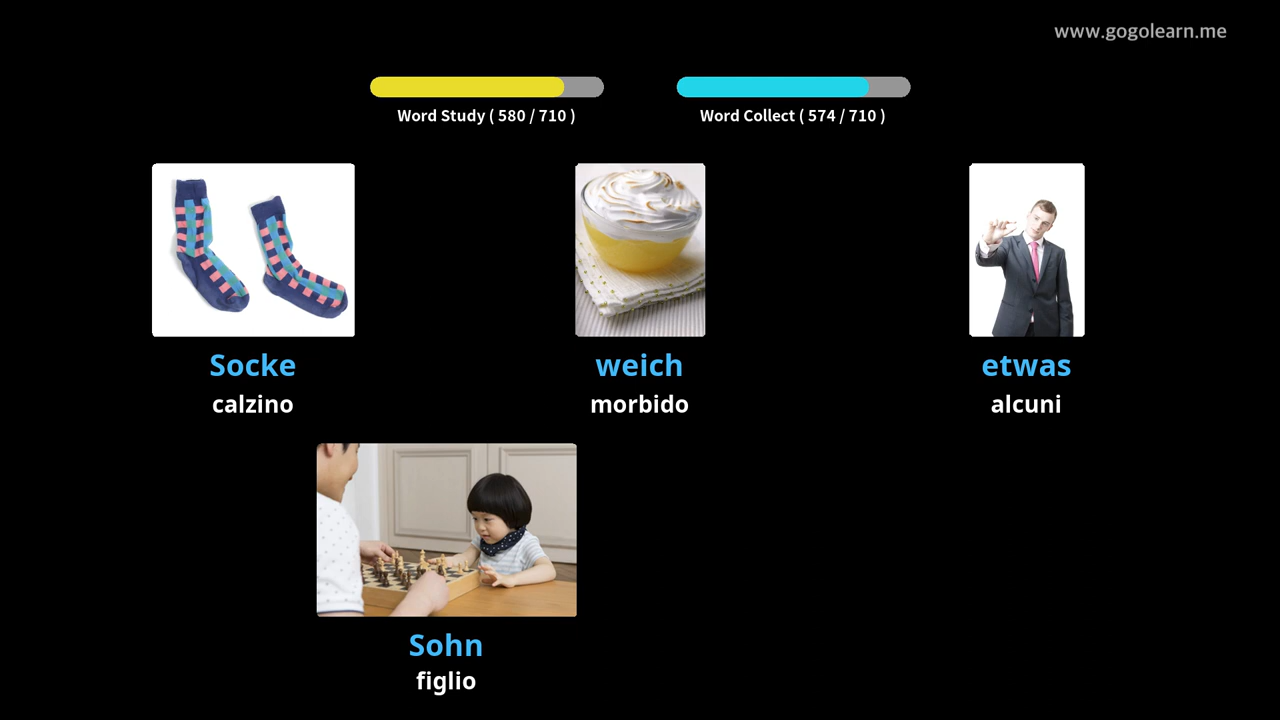 www.gogolearn.me
Word Study ( 580 / 710 )
Word Collect ( 574 / 710 )
Socke
calzino
weich
morbido
etwas
alcuni
Sohn
figlio